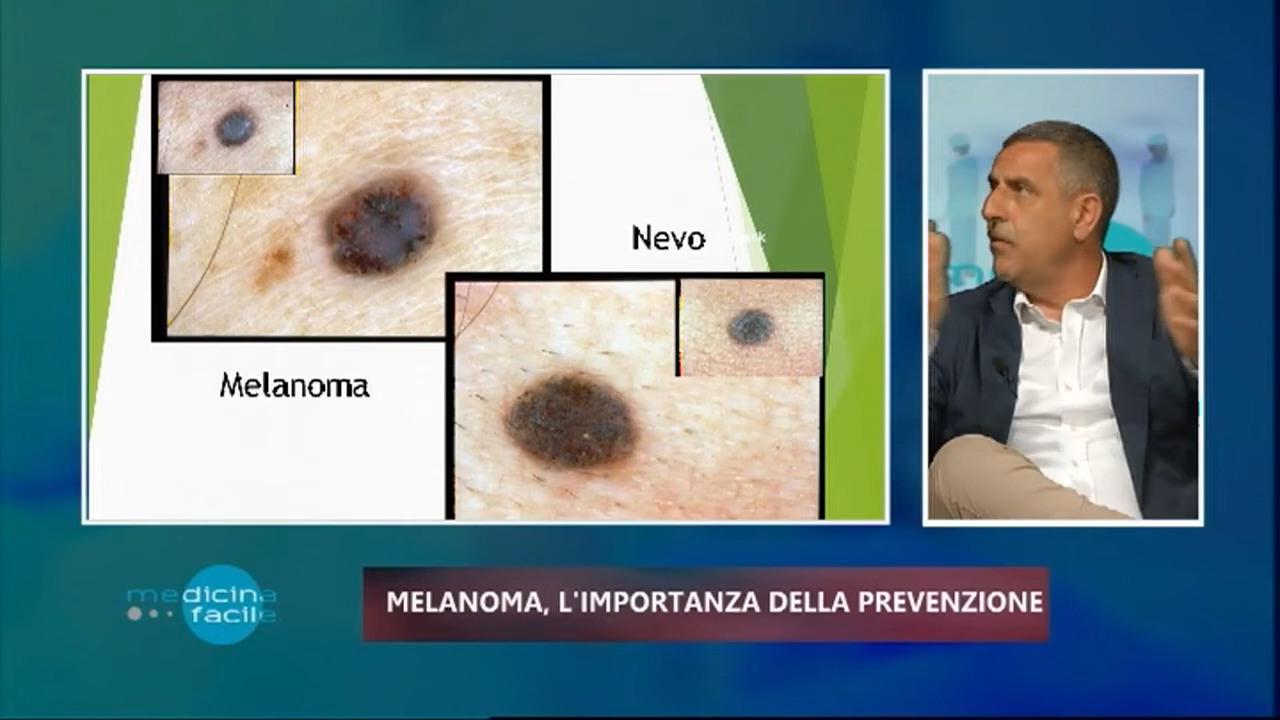 Nevo
Melanoma
medicina
facile
MELANOMA, L'IMPORTANZA DELLA PREVENZIONE